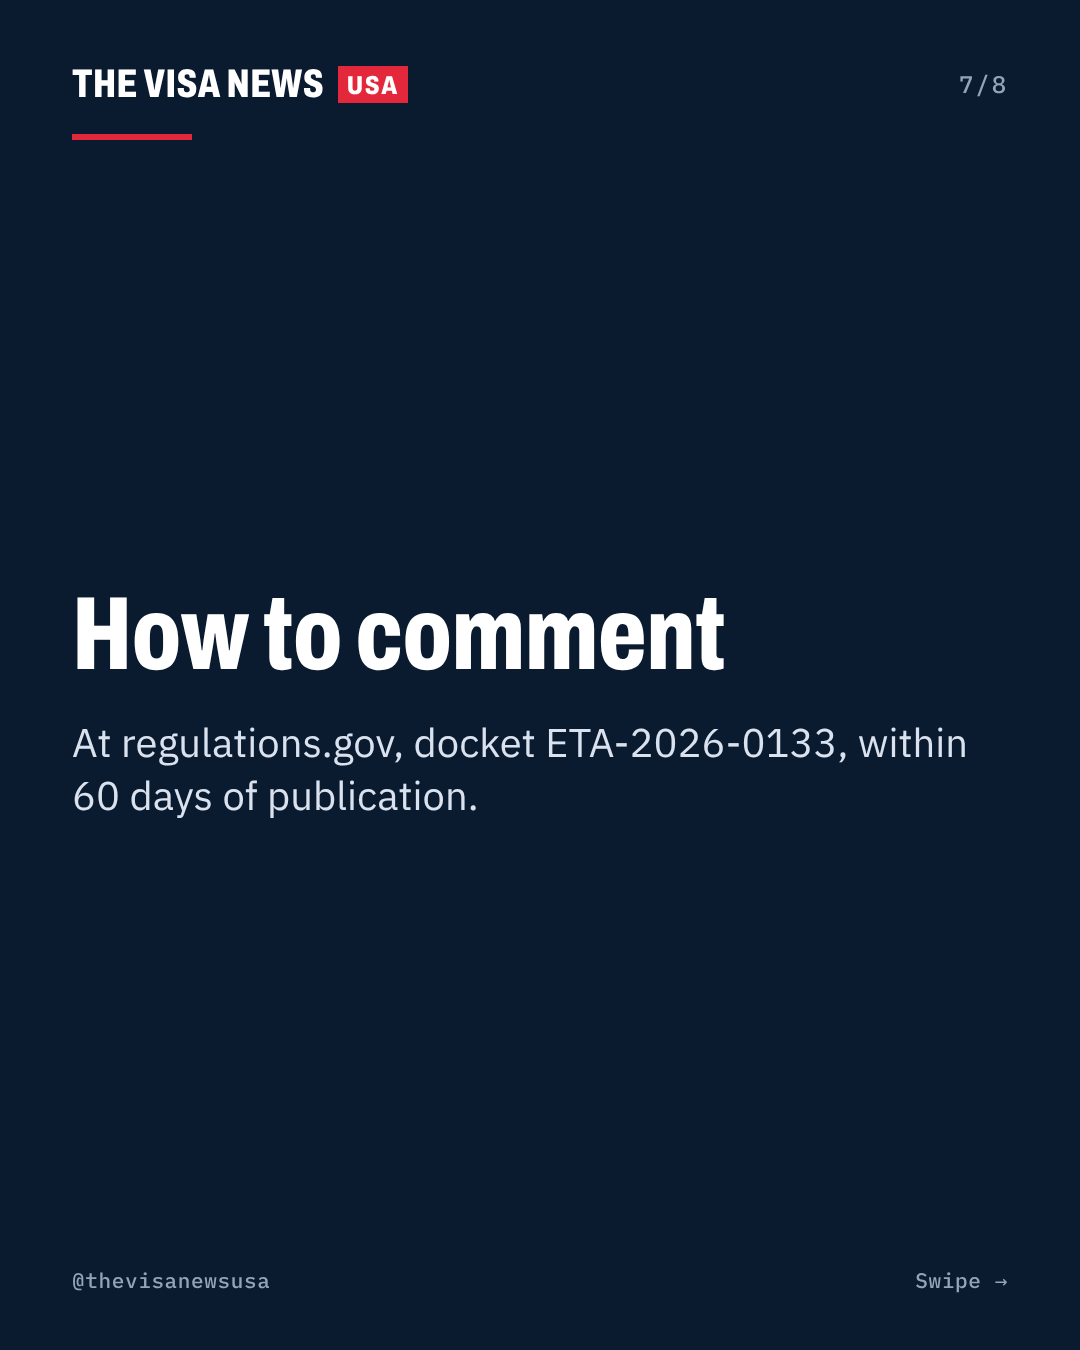 THE VISA NEWS USA
7/8
How to comment
At regulations.gov, docket ETA-2026-0133, within
60 days of publication.
@thevisanewsusa
Swipe →